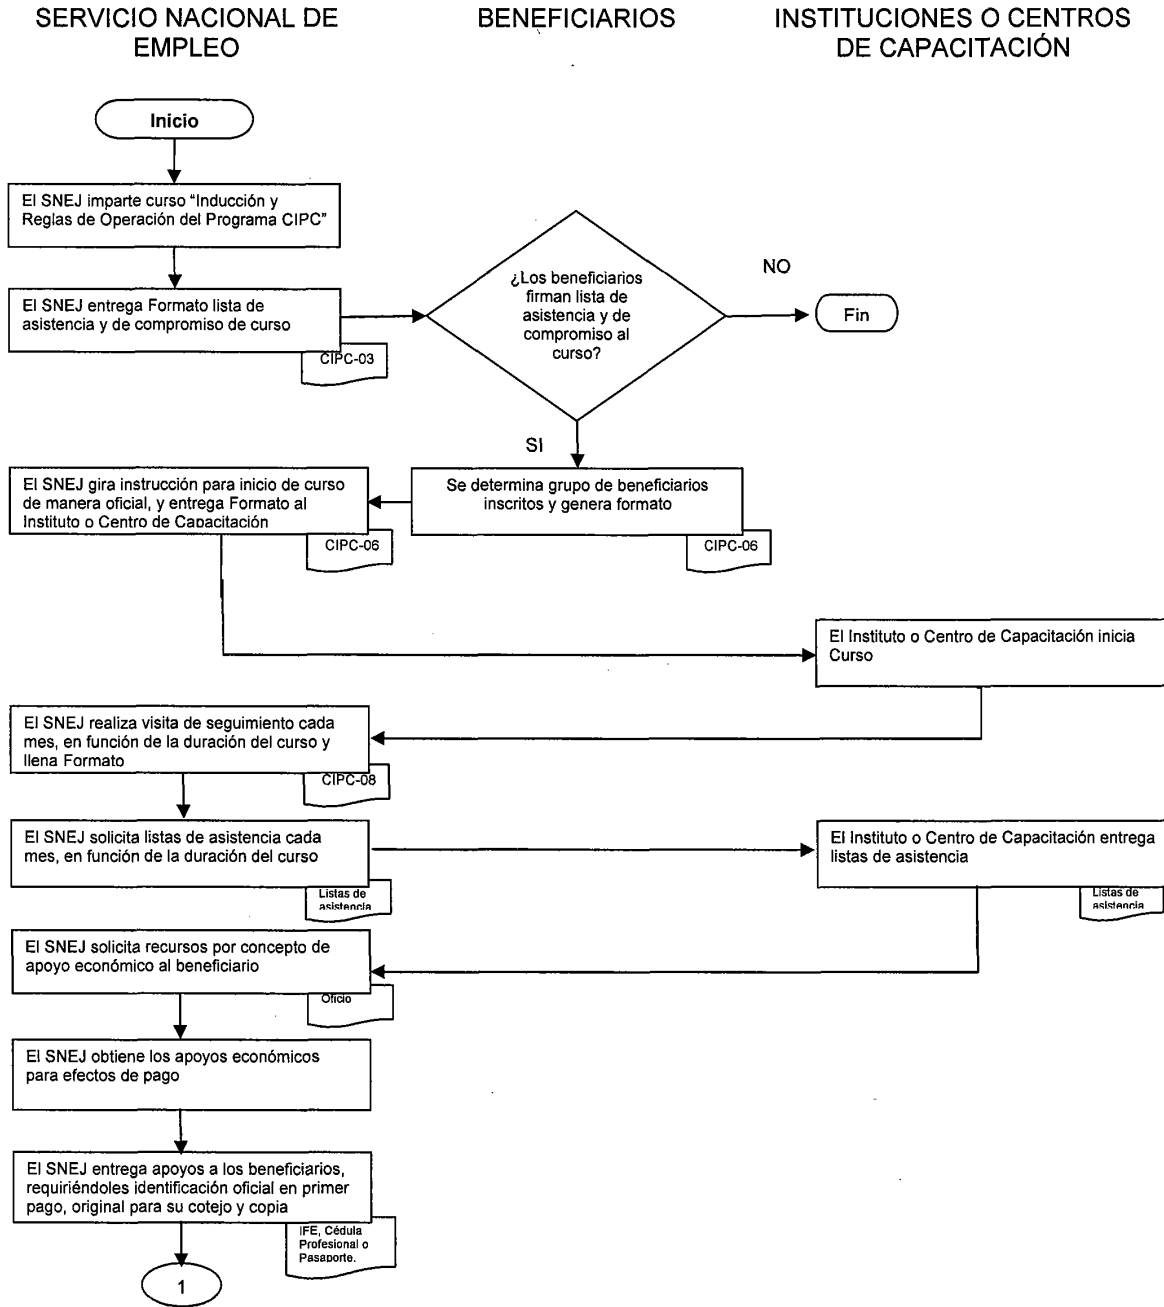 SERVICIO NACIONAL DE
EMPLEO
BENEFICIARIOS
INSTITUCIONES O CENTROS
DE CAPACITACIÓN
Inicio
El SNEJ imparte curso "Inducción y
Reglas de Operación del Programa CIPC"
El SNEJ entrega Formato lista de
asistencia y de compromiso de curso
CIPC-03
¿Los beneficiarios
firman lista de
asistencia y de
compromiso al
curso?
NO
Fin
SI
Se determina grupo de beneficiarios
inscritos y genera formato
CIPC-06
El SNEJ gira instrucción para inicio de curso
de manera oficial, y entrega Formato al
Instituto o Centro de Capacitación
CIPC-06
El Instituto o Centro de Capacitación inicia
Curso
El SNEJ realiza visita de seguimiento cada
mes, en función de la duración del curso y
llena Formato
CIPC-08
El SNEJ solicita listas de asistencia cada
mes, en función de la duración del curso
Listas de
asistencia
El Instituto o Centro de Capacitación entrega
listas de asistencia
Listas de
asistencia
El SNEJ solicita recursos por concepto de
apoyo económico al beneficiario
Oficio
El SNEJ obtiene los apoyos económicos
para efectos de pago
El SNEJ entrega apoyos a los beneficiarios,
requiriéndoles identificación oficial en primer
pago, original para su cotejo y copia
IFE, Cédula
Profesional o
Pasaporte.
1